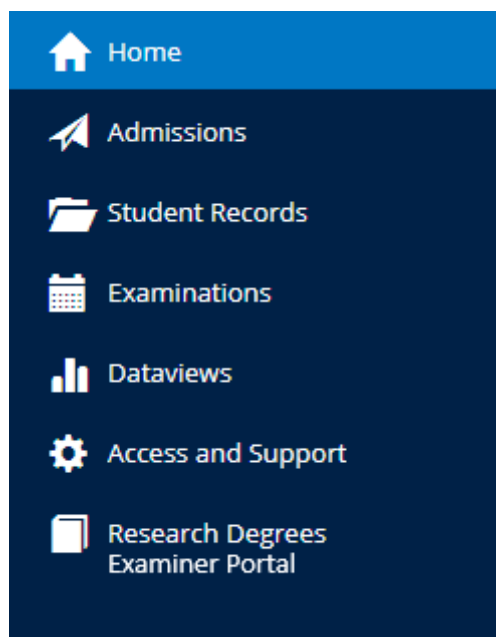 Home
Admissions
Student Records
Examinations
Dataviews
Access and Support
Research Degrees
Examiner Portal